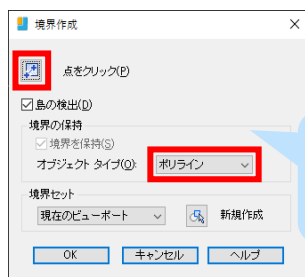 境界作成
点をクリック(P)
島の検出(D)
境界の保持
境界を保持(S)
オブジェクト タイプ(O): ポリライン
境界セット
現在のビューポート 新規作成
OK キャンセル ヘルプ